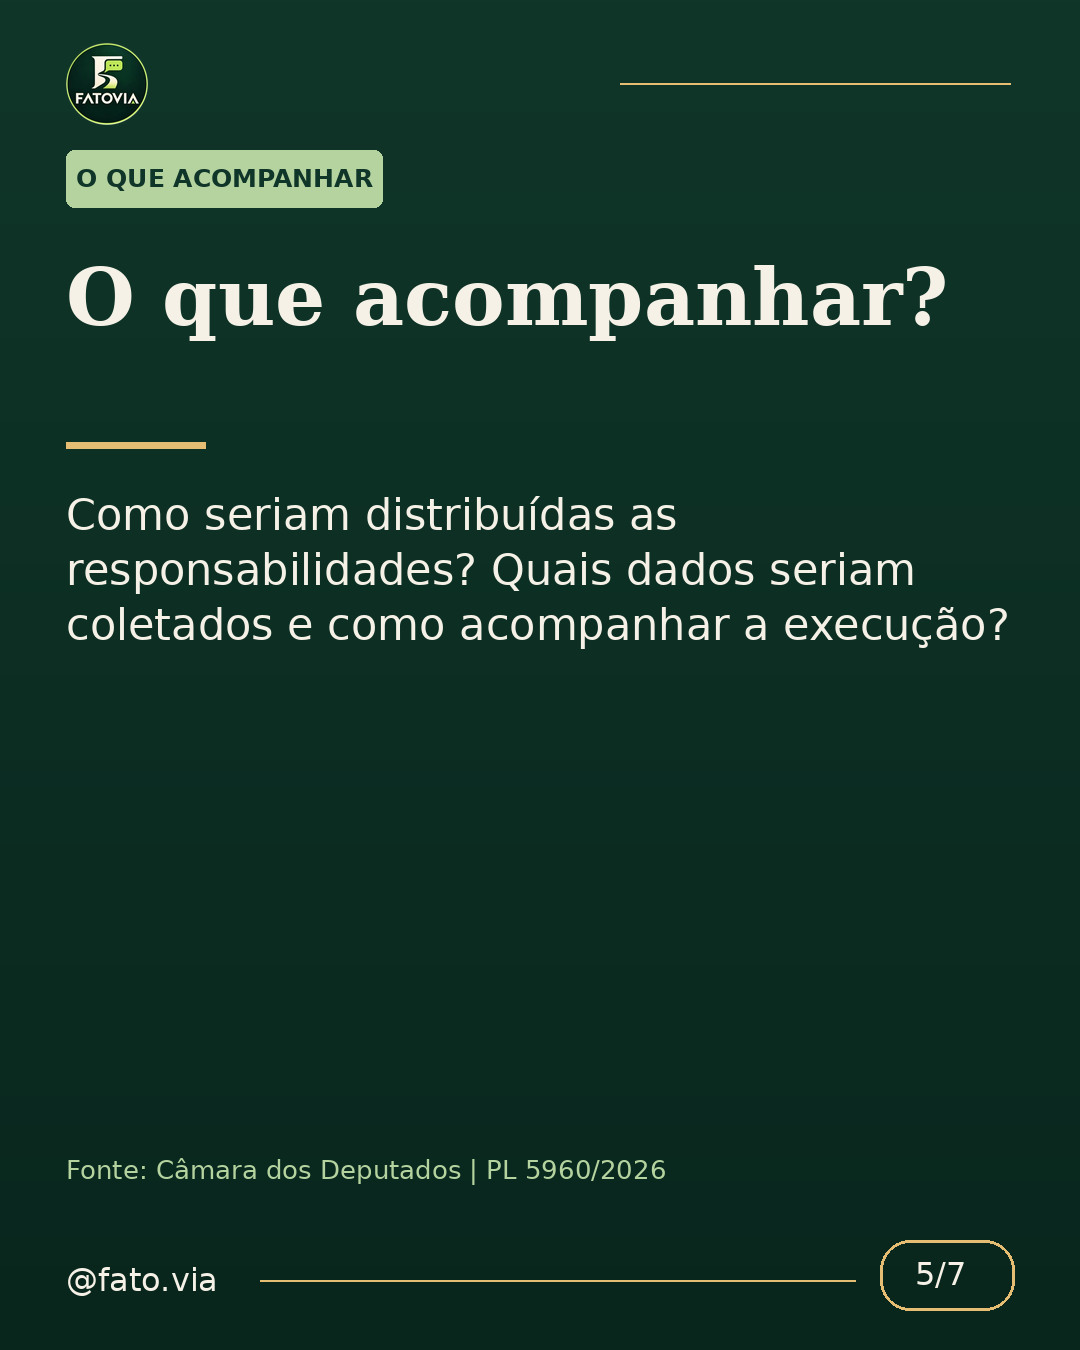 FATOVIA
O QUE ACOMPANHAR
O que acompanhar?
Como seriam distribuídas as
responsabilidades? Quais dados seriam
coletados e como acompanhar a execução?
Fonte: Câmara dos Deputados | PL 5960/2026
@fato.via
5/7